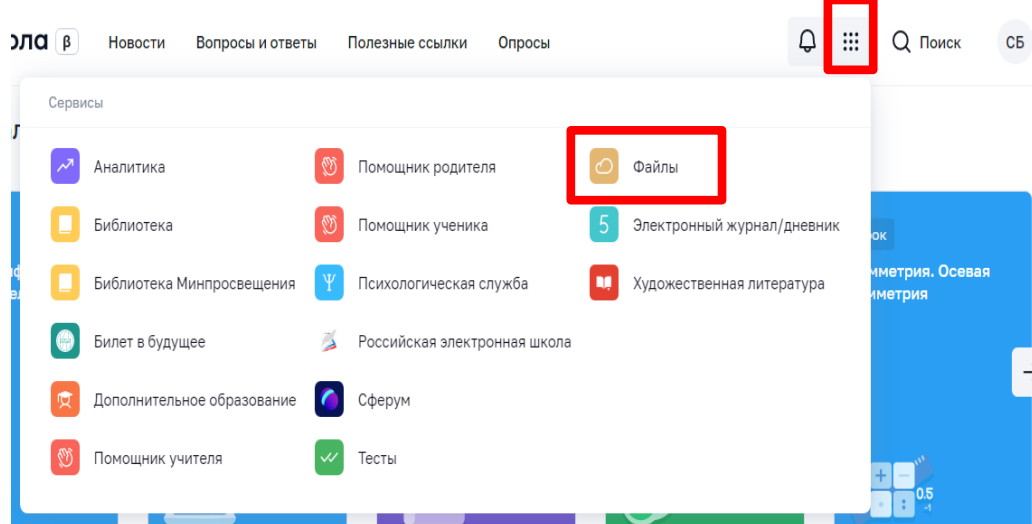 ола β Новости Вопросы и ответы Полезные ссылки Опросы Поиск СБ
Сервисы
Аналитика
Библиотека
Библиотека Минпросвещения
Билет в будущее
Дополнительное образование
Помощник учителя
Помощник родителя
Помощник ученика
Психологическая служба
Российская электронная школа
Сферум
Тесты
Файлы
5 Электронный журнал/дневник
Художественная литература
ок
мметрия. Осевая
имметрия
0.5
-1